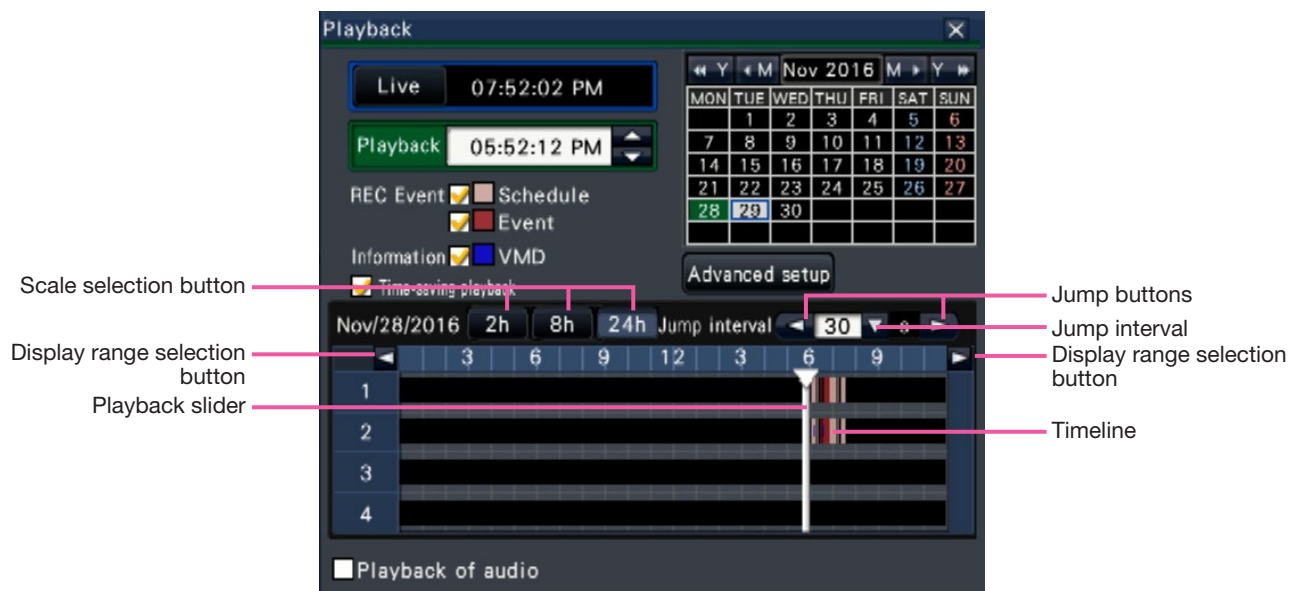 Playback
Live 07:52:02 PM
Playback 05:52:12 PM
REC Event Schedule
Event
Information VMD
Time-saving playback
Y M Nov 2016 M Y
MON TUE WED THU FRI SAT SUN
1 2 3 4 5 6
7 8 9 10 11 12 13
14 15 16 17 18 19 20
21 22 23 24 25 26 27
28 29 30
Advanced setup
Scale selection button
Jump buttons
Nov/28/2016 2h 8h 24h Jump interval 30 s
Jump interval
Display range selection
button
3 6 9 12 3 6 9
Display range selection
button
1
Playback slider
2
Timeline
3
4
Playback of audio